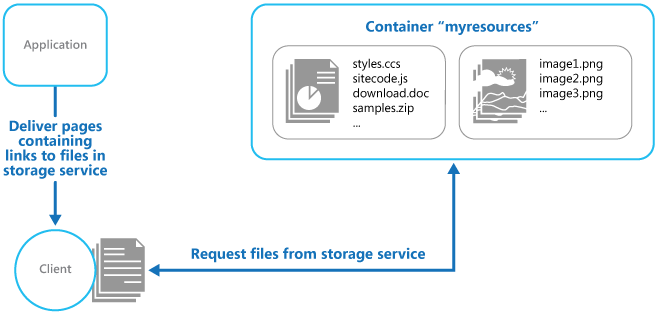 Application
Container “myresources”
styles.ccs
sitecode.js
download.doc
samples.zip
...
image1.png
image2.png
image3.png
...
Deliver pages
containing
links to files in
storage service
Request files from storage service
Client